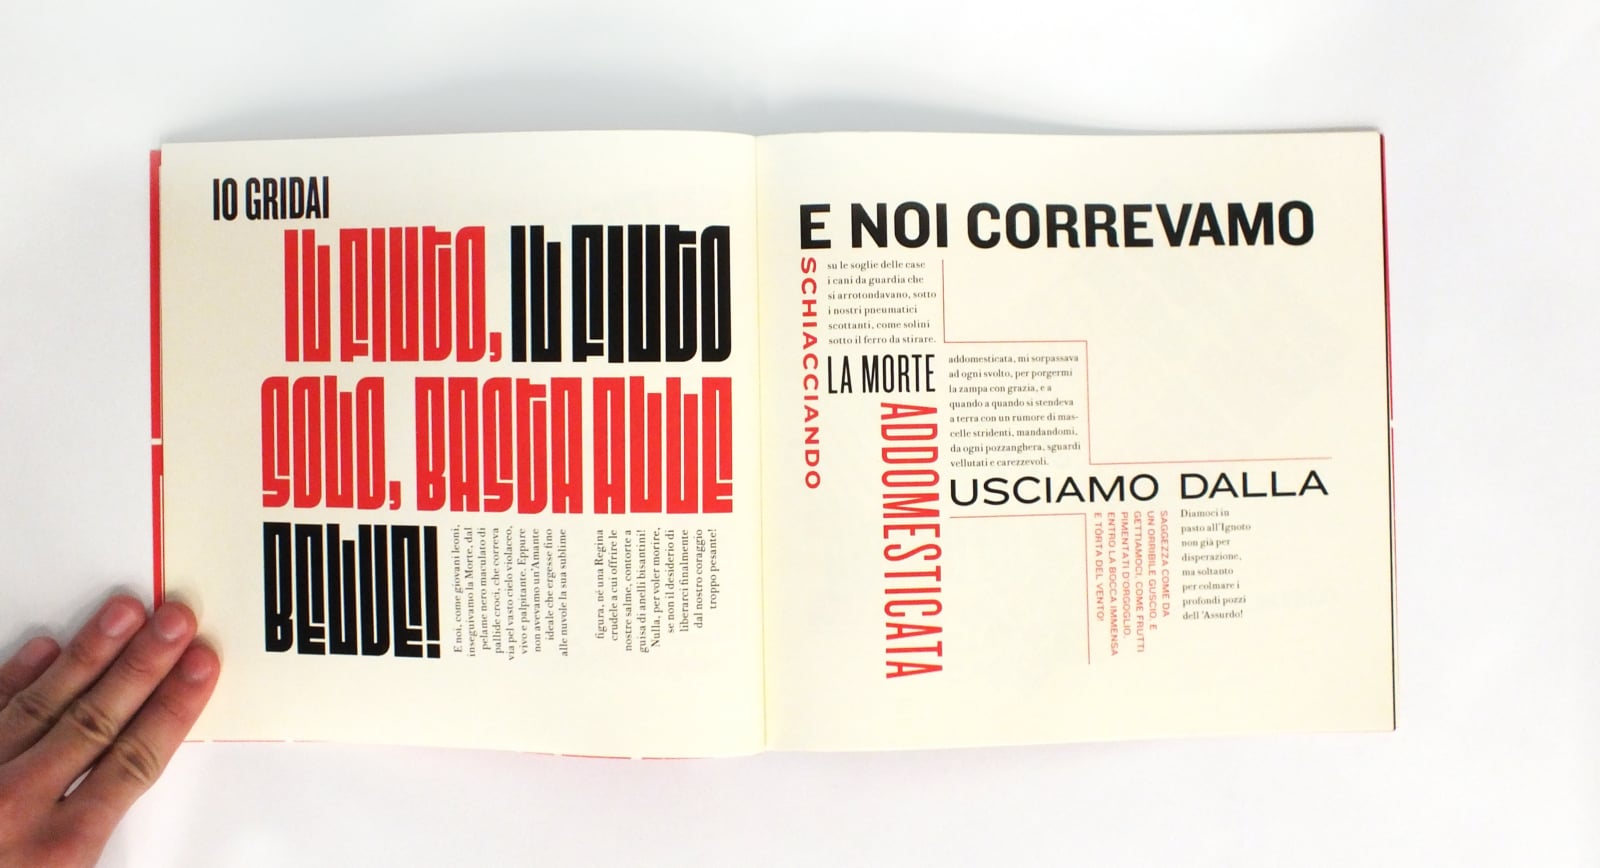 IO GRIDAI
IL FIUTO, IL FIUTO
SOLO, BASTA ALLE
BELVE!
E noi, come giovani leoni,
inseguivamo la Morte, dal
pelame nero maculato di
pallide croci, che correva
via pel vasto cielo violaceo,
vivo e palpitante. Eppure
non avevamo un'Amante
ideale che ergesse fino
alle nuvole la sua sublime
figura, né una Regina
crudele a cui offrire le
nostre salme, contorte a
guisa di anelli bisantini!
Nulla, per voler morire,
se non il desiderio di
liberarci finalmente
dal nostro coraggio
troppo pesante!
E NOI CORREVAMO
SCHIACCIANDO
su le soglie delle case
i cani da guardia che
si arrotondavano, sotto
i nostri pneumatici
scottanti, come solini
sotto il ferro da stirare.
LA MORTE
ADDOMESTICATA
addomesticata, mi sorpassava
ad ogni svolto, per porgermi
la zampa con grazia, e a
quando a quando si stendeva
a terra con un rumore di mas-
celle stridenti, mandandomi,
da ogni pozzanghera, sguardi
vellutati e carezzevoli.
USCIAMO DALLA
SAGGEZZA COME DA
UN ORRIBILE GUSCIO, E
GETTIAMOCI, COME FRUTTI
PIMENTATI D'ORGOGLIO,
ENTRO LA BOCCA IMMENSA
E TÒRTA DEL VENTO!
Diamoci in
pasto all'Ignoto
non già per
disperazione,
ma soltanto
per colmare i
profondi pozzi
dell'Assurdo!